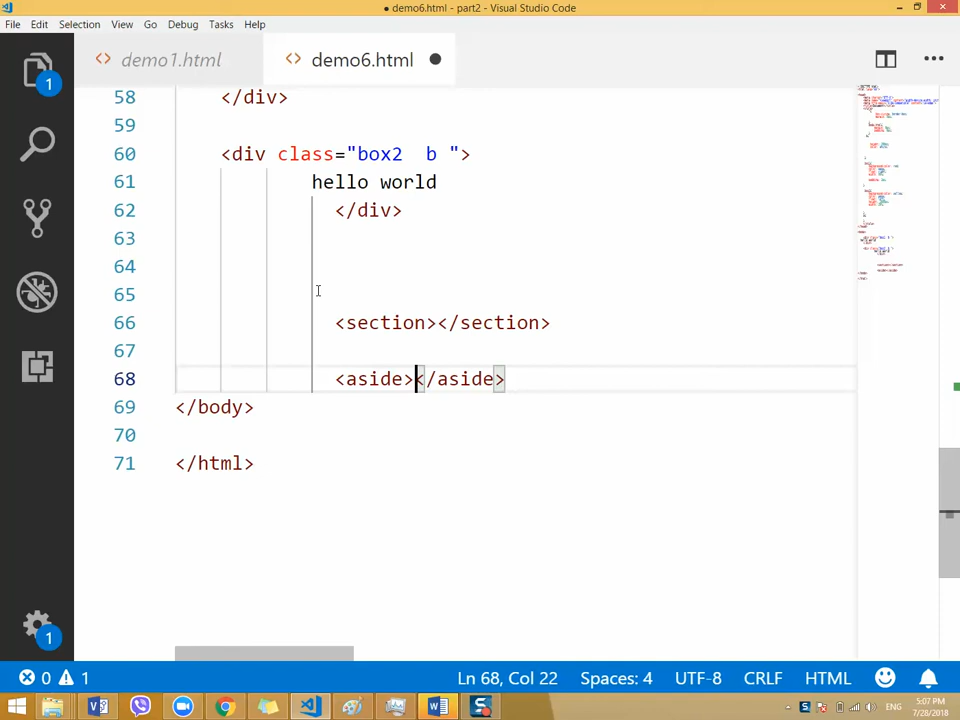 ● demo6.html - part2 - Visual Studio Code
File Edit Selection View Go Debug Tasks Help
1
<> demo1.html <> demo6.html ●
58 </div>
59
60 <div class="box2  b ">
61 hello world
62 </div>
63
64
65
66 <section></section>
67
68 <aside></aside>
69 </body>
70
71 </html>
1
0 1 Ln 68, Col 22 Spaces: 4 UTF-8 CRLF HTML
ENG 5:07 PM
7/28/2018